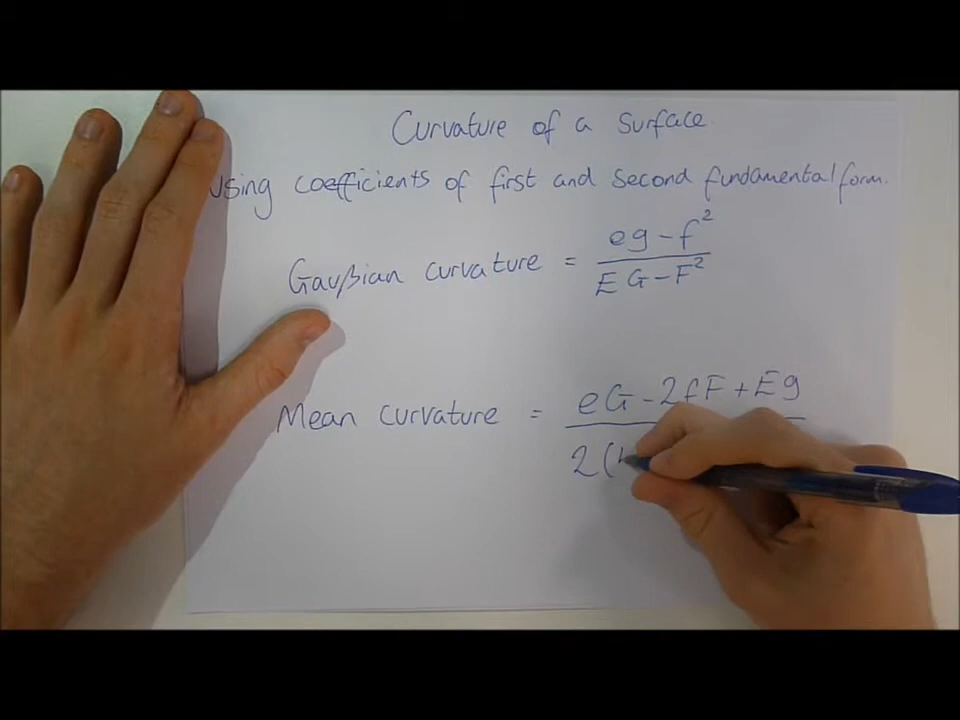 Curvature of a Surface
using coefficients of first and second fundamental form.
Gaußian curvature = (eg - f²) / (EG - F²)
Mean curvature = (eG - 2fF + Eg) / 2(